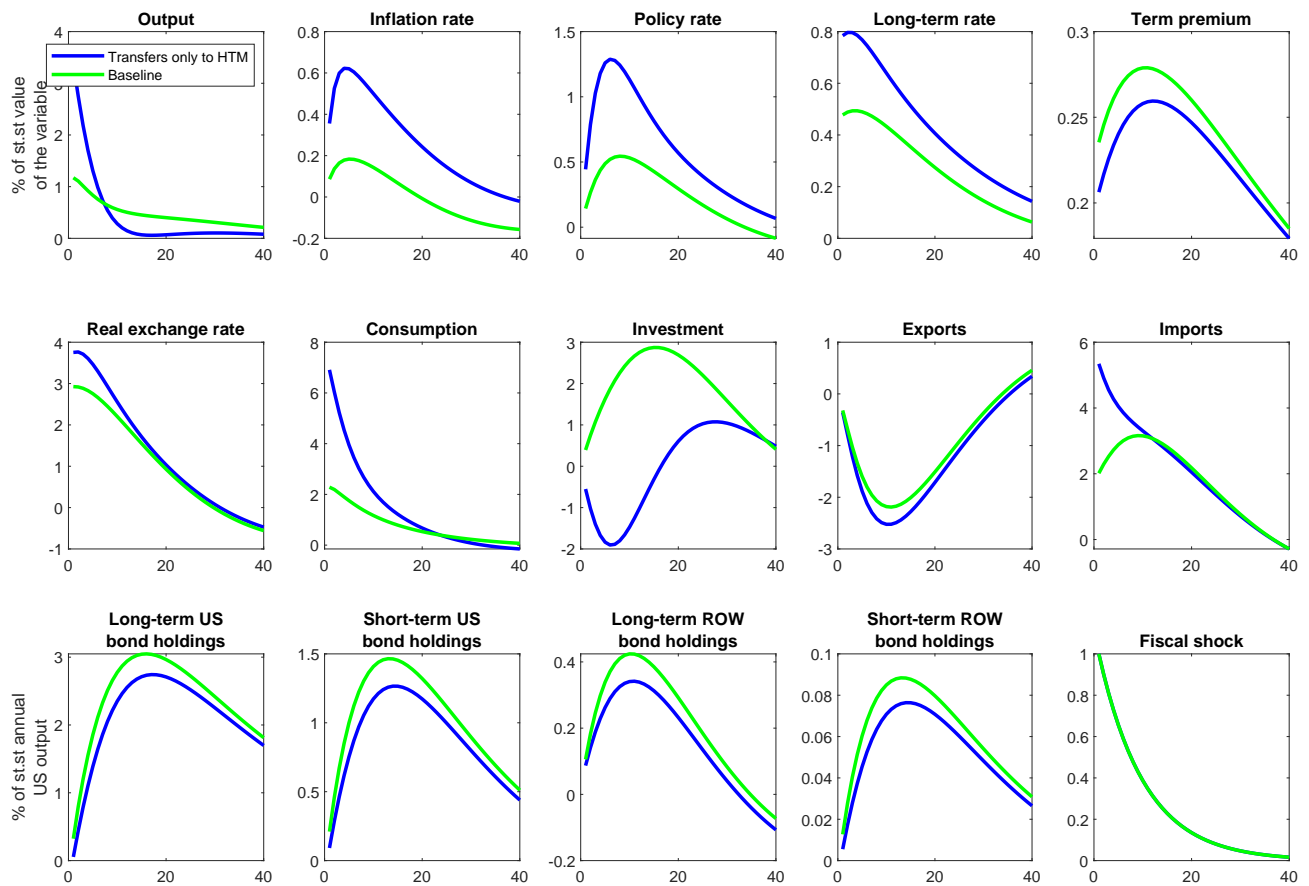 Output
Inflation rate
Policy rate
Long-term rate
Term premium
% of st.st value
of the variable
4
3
2
1
0
Transfers only to HTM
Baseline
0 20 40
0.8
0.6
0.4
0.2
0
-0.2
0 20 40
1.5
1
0.5
0
0 20 40
0.8
0.6
0.4
0.2
0
0 20 40
0.3
0.25
0.2
0 20 40
Real exchange rate
Consumption
Investment
Exports
Imports
4
3
2
1
0
-1
0 20 40
8
6
4
2
0
0 20 40
3
2
1
0
-1
-2
0 20 40
1
0
-1
-2
-3
0 20 40
6
4
2
0
0 20 40
Long-term US
bond holdings
Short-term US
bond holdings
Long-term ROW
bond holdings
Short-term ROW
bond holdings
Fiscal shock
% of st.st annual
US output
3
2
1
0
0 20 40
1.5
1
0.5
0
0 20 40
0.4
0.2
0
-0.2
0 20 40
0.1
0.08
0.06
0.04
0.02
0
0 20 40
1
0.8
0.6
0.4
0.2
0
0 20 40